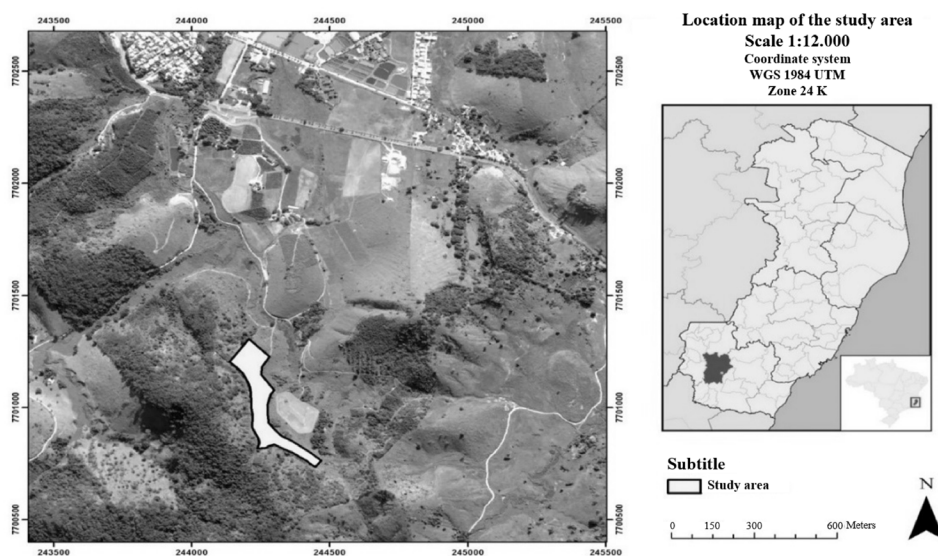 243500 244000 244500 245000 245500
7702500
7702000
7701500
7701000
7700500
7702500
7702000
7701500
7701000
7700500
243500 244000 244500 245000 245500
Location map of the study area
Scale 1:12.000
Coordinate system
WGS 1984 UTM
Zone 24 K
Subtitle
Study area
N
0 150 300 600 Meters